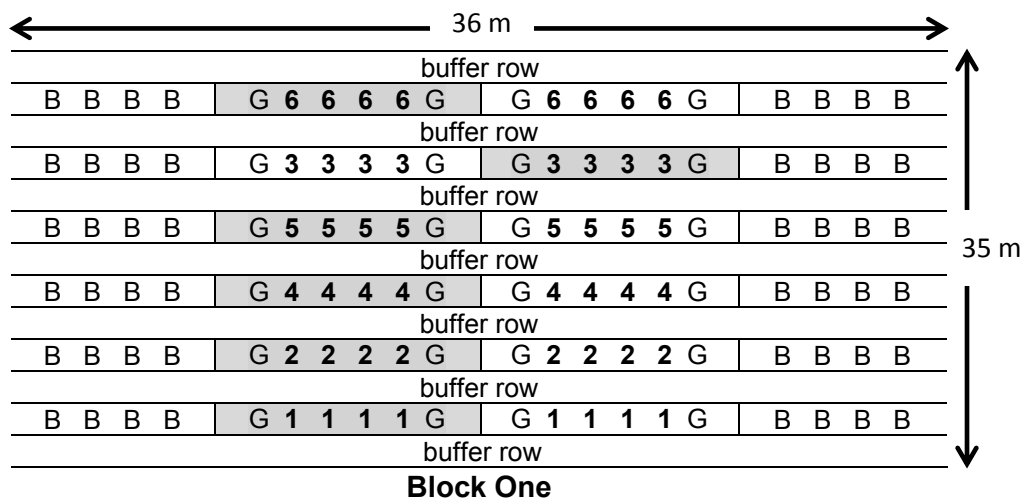 36 m
buffer row
B B B B G 6 6 6 6 G G 6 6 6 6 G B B B B
buffer row
B B B B G 3 3 3 3 G G 3 3 3 3 G B B B B
buffer row
B B B B G 5 5 5 5 G G 5 5 5 5 G B B B B
35 m
buffer row
B B B B G 4 4 4 4 G G 4 4 4 4 G B B B B
buffer row
B B B B G 2 2 2 2 G G 2 2 2 2 G B B B B
buffer row
B B B B G 1 1 1 1 G G 1 1 1 1 G B B B B
buffer row
Block One